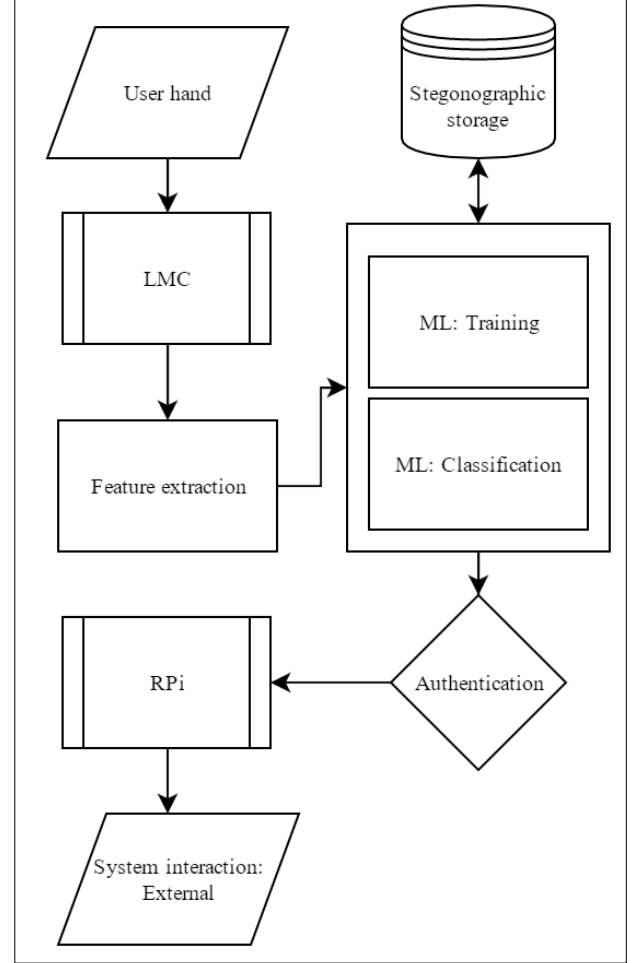 User hand
Stegonographic
storage
LMC
ML: Training
ML: Classification
Feature extraction
RPi
Authentication
System interaction:
External